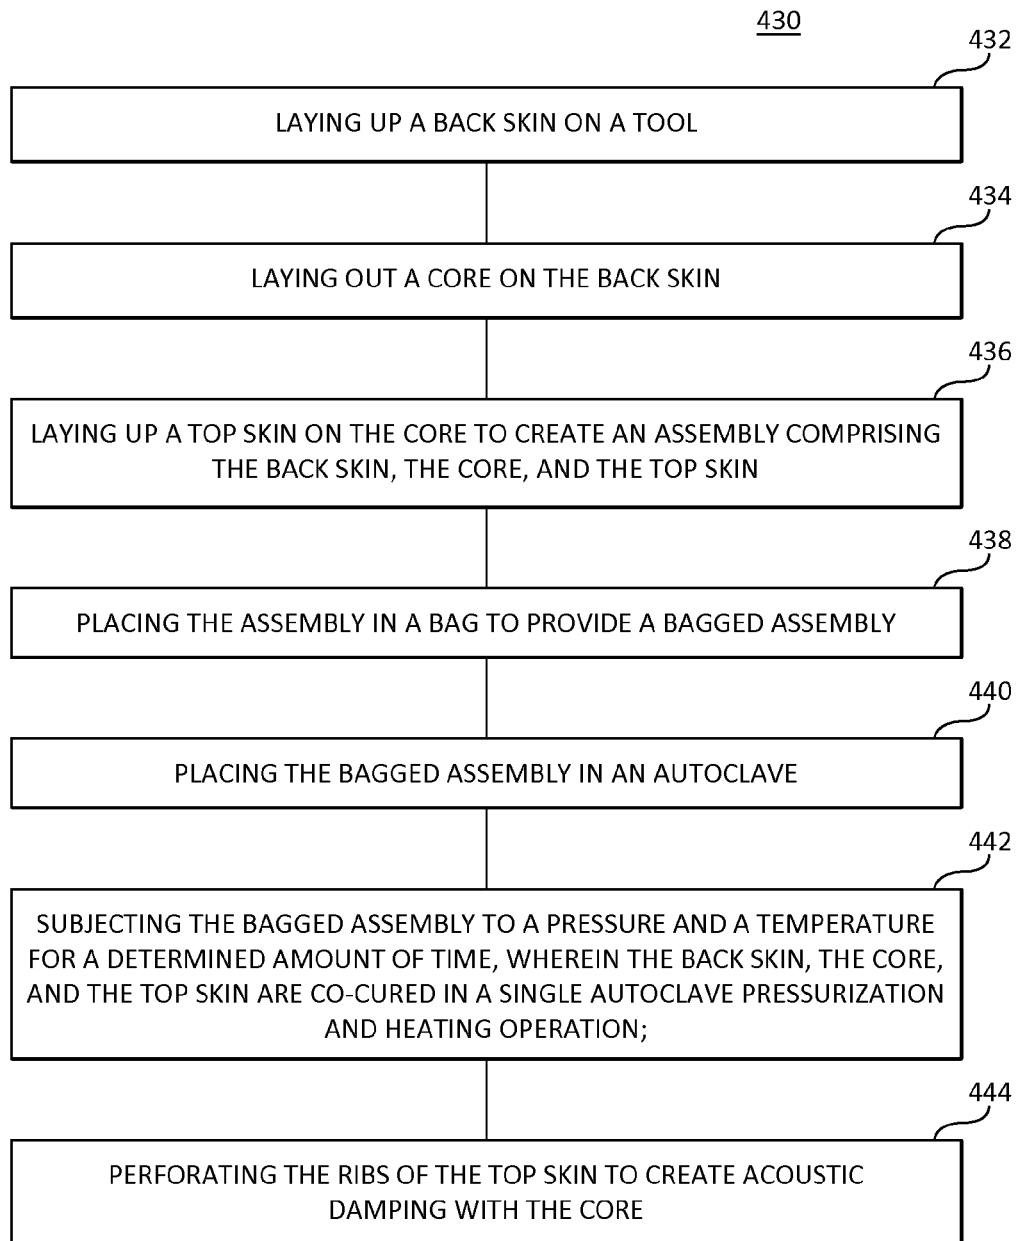 430
432
LAYING UP A BACK SKIN ON A TOOL
434
LAYING OUT A CORE ON THE BACK SKIN
436
LAYING UP A TOP SKIN ON THE CORE TO CREATE AN ASSEMBLY COMPRISING
THE BACK SKIN, THE CORE, AND THE TOP SKIN
438
PLACING THE ASSEMBLY IN A BAG TO PROVIDE A BAGGED ASSEMBLY
440
PLACING THE BAGGED ASSEMBLY IN AN AUTOCLAVE
442
SUBJECTING THE BAGGED ASSEMBLY TO A PRESSURE AND A TEMPERATURE
FOR A DETERMINED AMOUNT OF TIME, WHEREIN THE BACK SKIN, THE CORE,
AND THE TOP SKIN ARE CO-CURED IN A SINGLE AUTOCLAVE PRESSURIZATION
AND HEATING OPERATION;
444
PERFORATING THE RIBS OF THE TOP SKIN TO CREATE ACOUSTIC
DAMPING WITH THE CORE